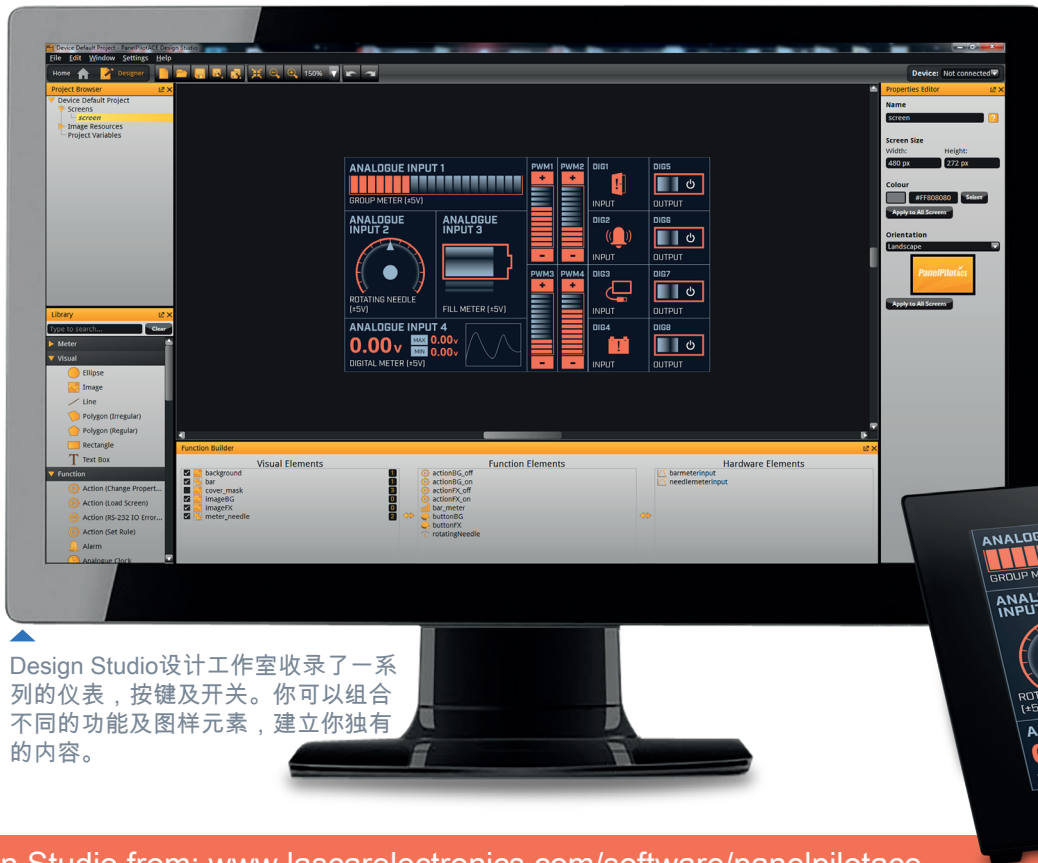 Device Default Project - PanelPilotACE Design Studio
File Edit Window Settings Help
Home Designer 150% Device: Not connected
Project Browser
Device Default Project
Screens
screen
Image Resources
Project Variables
Library
Type to search... Clear
Meter
Visual
Ellipse
Image
Line
Polygon (Irregular)
Polygon (Regular)
Rectangle
Text Box
Function
Action (Change Propert...
Action (Load Screen)
Action (RS-232 IO Error...
Action (Set Rule)
Alarm
Analogue Clock
ANALOGUE INPUT 1
GROUP METER (±5V)
ANALOGUE
INPUT 2
ROTATING NEEDLE
(±5V)
ANALOGUE
INPUT 3
FILL METER (±5V)
ANALOGUE INPUT 4
0.00v MAX 0.00v
MIN 0.00v
DIGITAL METER (±5V)
PWM1 PWM2
+ +
- -
PWM3 PWM4
+ +
- -
DIG1 DIG5
INPUT OUTPUT
DIG2 DIG6
INPUT OUTPUT
DIG3 DIG7
OUTPUT
DIG4 DIG8
INPUT OUTPUT
Function Builder
Visual Elements
background 1
bar 1
cover_mask 3
imageBG 0
imageFX 0
meter_needle 2
Function Elements
actionBG_off
actionBG_on
actionFX_off
actionFX_on
bar_meter
buttonBG
buttonFX
rotatingNeedle
Hardware Elements
barmeterinput
needlemeterinput
Properties Editor
Name
screen ?
Screen Size
Width: Height:
480 px 272 px
Colour
#FF808080 Select
Apply to All Screens
Orientation
Landscape
PanelPilotACE
Apply to All Screens
Design Studio设计工作室收录了一系
列的仪表，按键及开关。你可以组合
不同的功能及图样元素，建立你独有
的内容。
ANALOG
GROUP M
ANAL
INPUT
ROT
(±5
A
n Studio from: www.lascarelectronics.com/software/panelpilotace